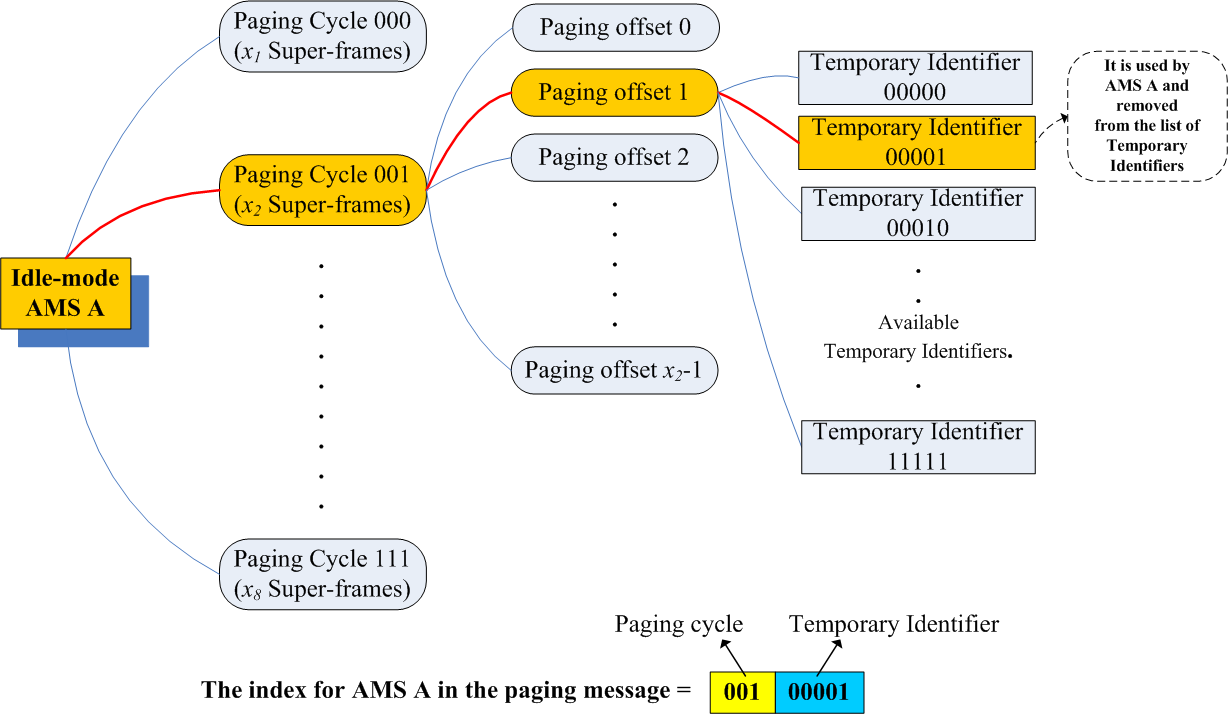 Paging Cycle 000
(x1 Super-frames)
Paging Cycle 001
(x2 Super-frames)
Paging Cycle 111
(x8 Super-frames)
Idle-mode
AMS A
Paging offset 0
Paging offset 1
Paging offset 2
Paging offset x2-1
Temporary Identifier
00000
Temporary Identifier
00001
Temporary Identifier
00010
Available
Temporary Identifiers.
Temporary Identifier
11111
It is used by
AMS A and
removed
from the list of
Temporary
Identifiers
Paging cycle
Temporary Identifier
The index for AMS A in the paging message = 001 00001